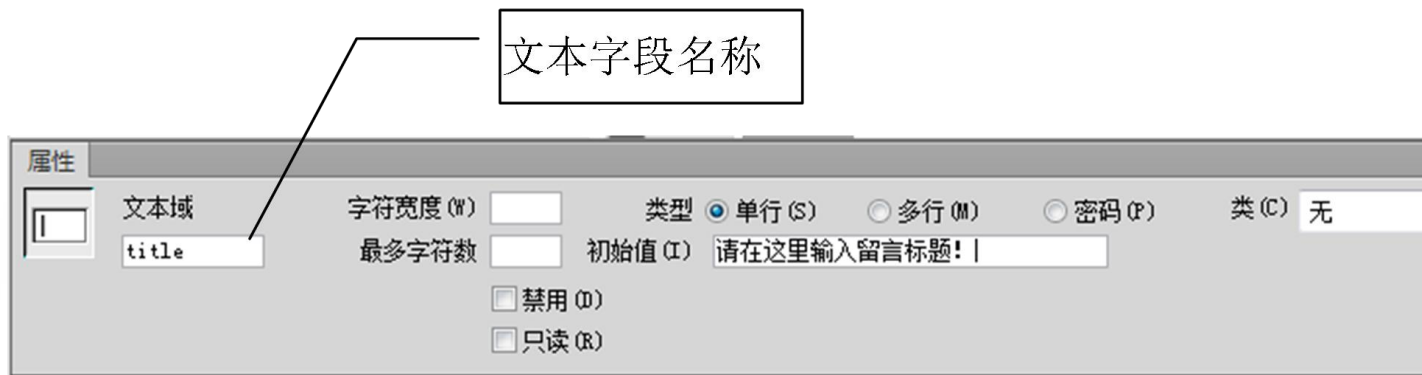 文本字段名称
属性
文本域 字符宽度(W) 类型 单行(S) 多行(M) 密码(P) 类(C) 无
title 最多字符数 初始值(I) 请在这里输入留言标题!
禁用(D)
只读(R)